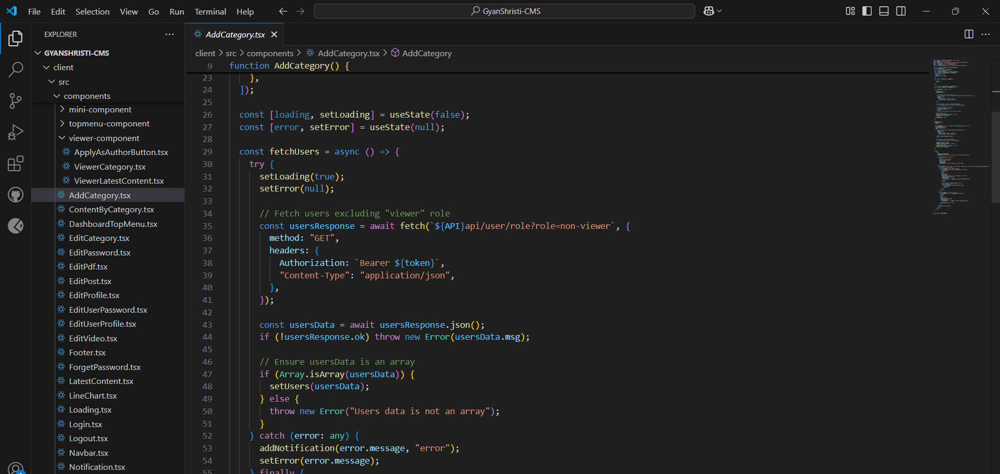 File Edit Selection View Go Run Terminal Help
GyanShristi-CMS
EXPLORER
GYANSHRISTI-CMS
client
src
components
mini-component
topmenu-component
viewer-component
ApplyAsAuthorButton.tsx
ViewerCategory.tsx
ViewerLatestContent.tsx
AddCategory.tsx
ContentByCategory.tsx
DashboardTopMenu.tsx
EditCategory.tsx
EditPassword.tsx
EditPdf.tsx
EditPost.tsx
EditProfile.tsx
EditUserPassword.tsx
EditUserProfile.tsx
EditVideo.tsx
Footer.tsx
ForgetPassword.tsx
LatestContent.tsx
LineChart.tsx
Loading.tsx
Login.tsx
Logout.tsx
Navbar.tsx
Notification.tsx
AddCategory.tsx
client > src > components > AddCategory.tsx > AddCategory
9 function AddCategory() {
23 },
24 ]);
25
26 const [loading, setLoading] = useState(false);
27 const [error, setError] = useState(null);
28
29 const fetchUsers = async () => {
30 try {
31 setLoading(true);
32 setError(null);
33
34 // Fetch users excluding "viewer" role
35 const usersResponse = await fetch(`${API}api/user/role?role=non-viewer`, {
36 method: "GET",
37 headers: {
38 Authorization: `Bearer ${token}`,
39 "Content-Type": "application/json",
40 },
41 });
42
43 const usersData = await usersResponse.json();
44 if (!usersResponse.ok) throw new Error(usersData.msg);
45
46 // Ensure usersData is an array
47 if (Array.isArray(usersData)) {
48 setUsers(usersData);
49 } else {
50 throw new Error("Users data is not an array");
51 }
52 } catch (error: any) {
53 addNotification(error.message, "error");
54 setError(error.message);
55 } finally {